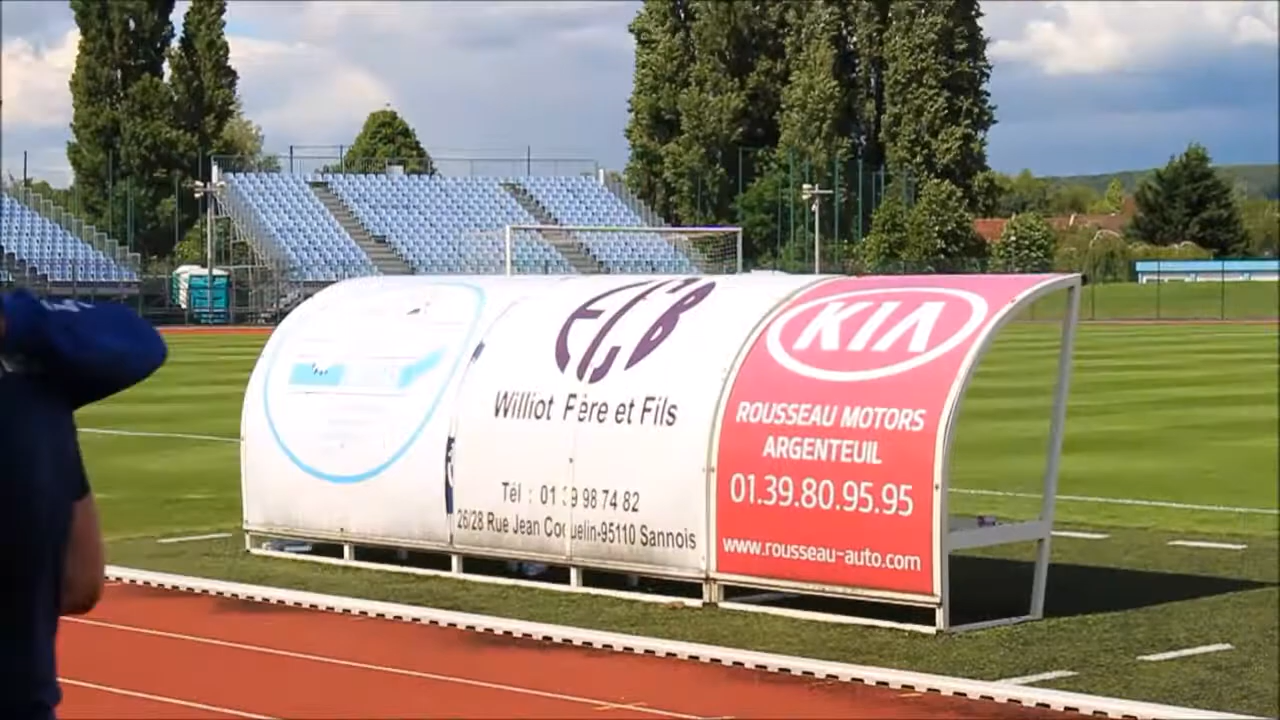 ECB
Williot Fère et Fils
Tél : 01 39 98 74 82
26/28 Rue Jean Coquelin-95110 Sannois
KIA
ROUSSEAU MOTORS
ARGENTEUIL
01.39.80.95.95
www.rousseau-auto.com